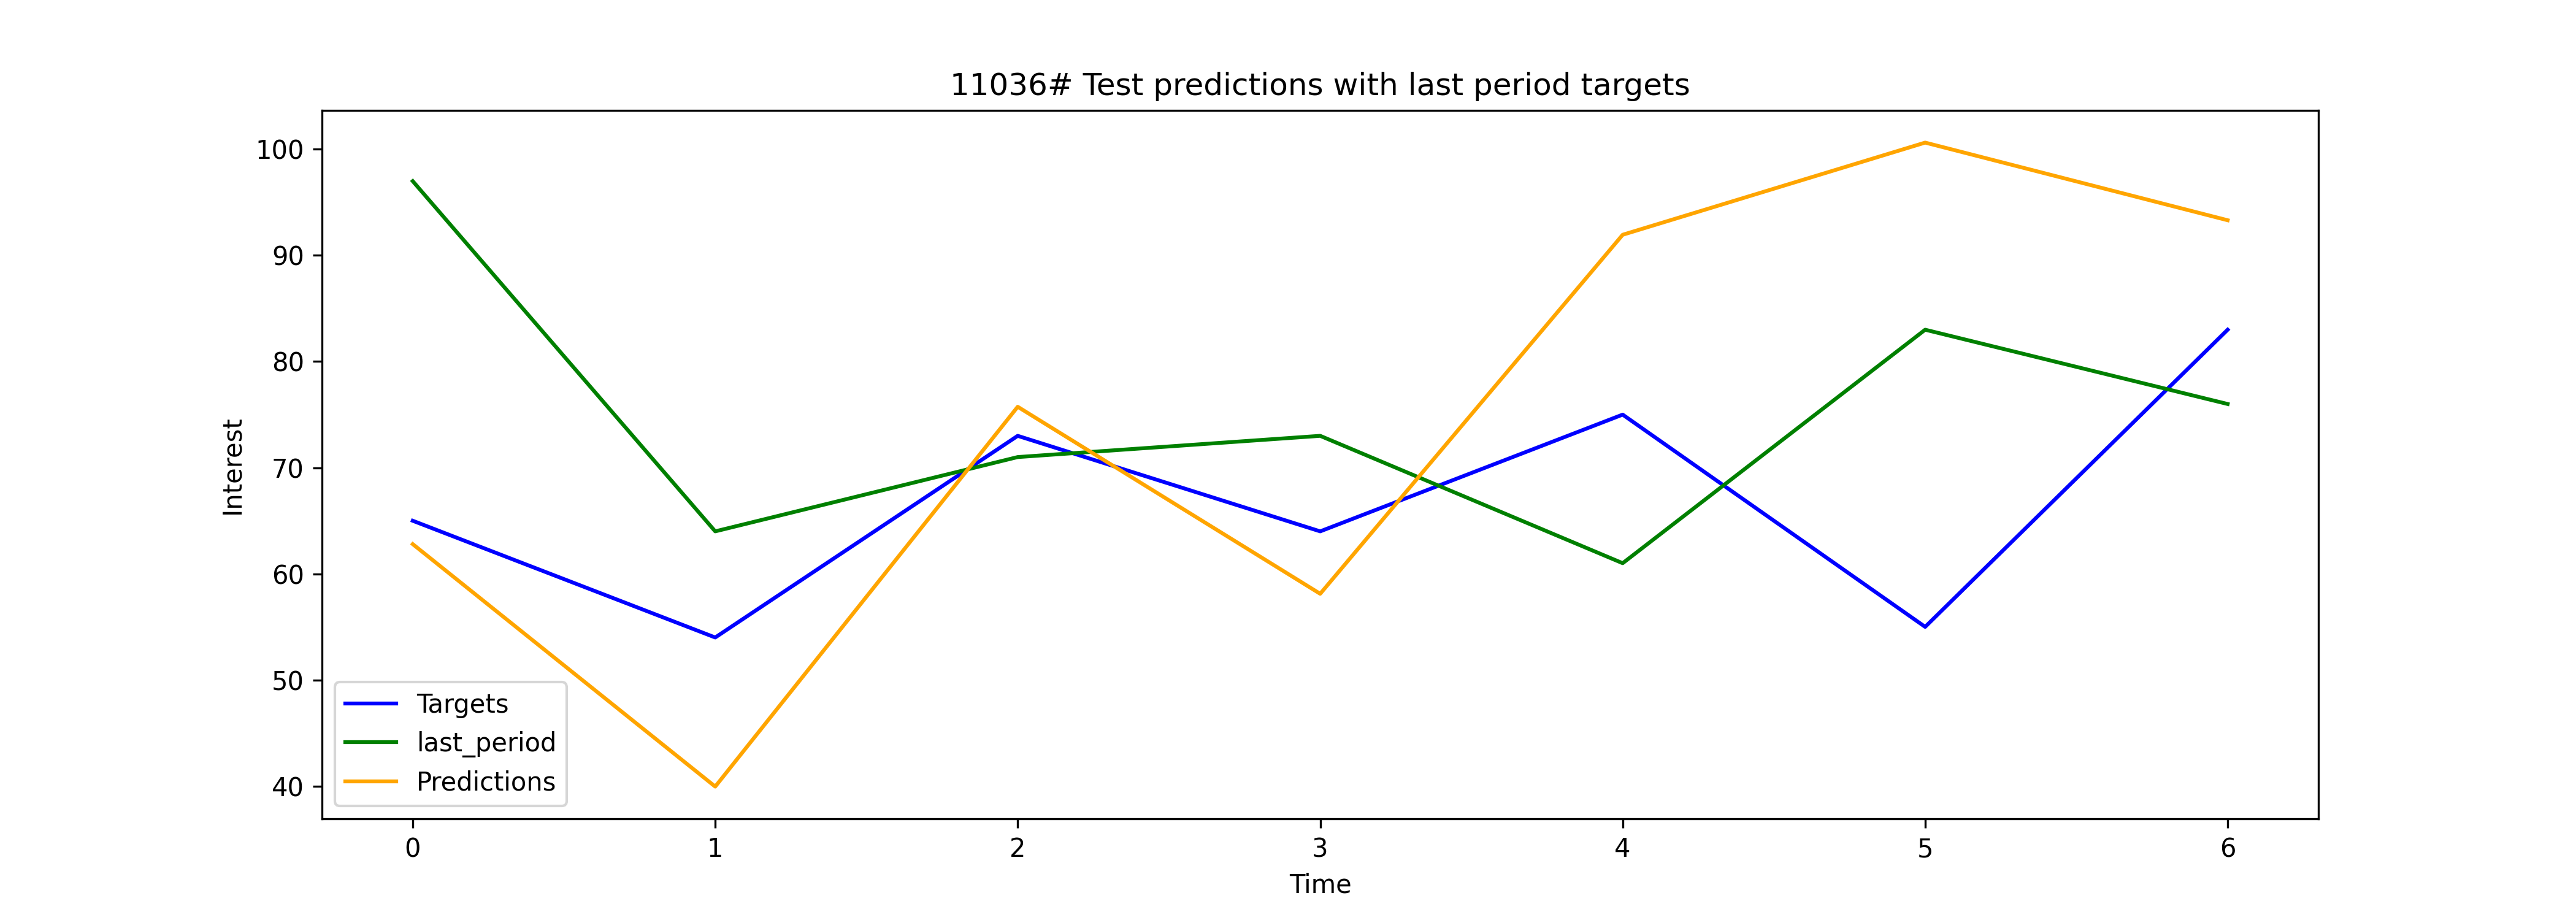 11036# Test predictions with last period targets
100
90
80
70
60
50
40
Interest
Targets
last_period
Predictions
0 1 2 3 4 5 6
Time